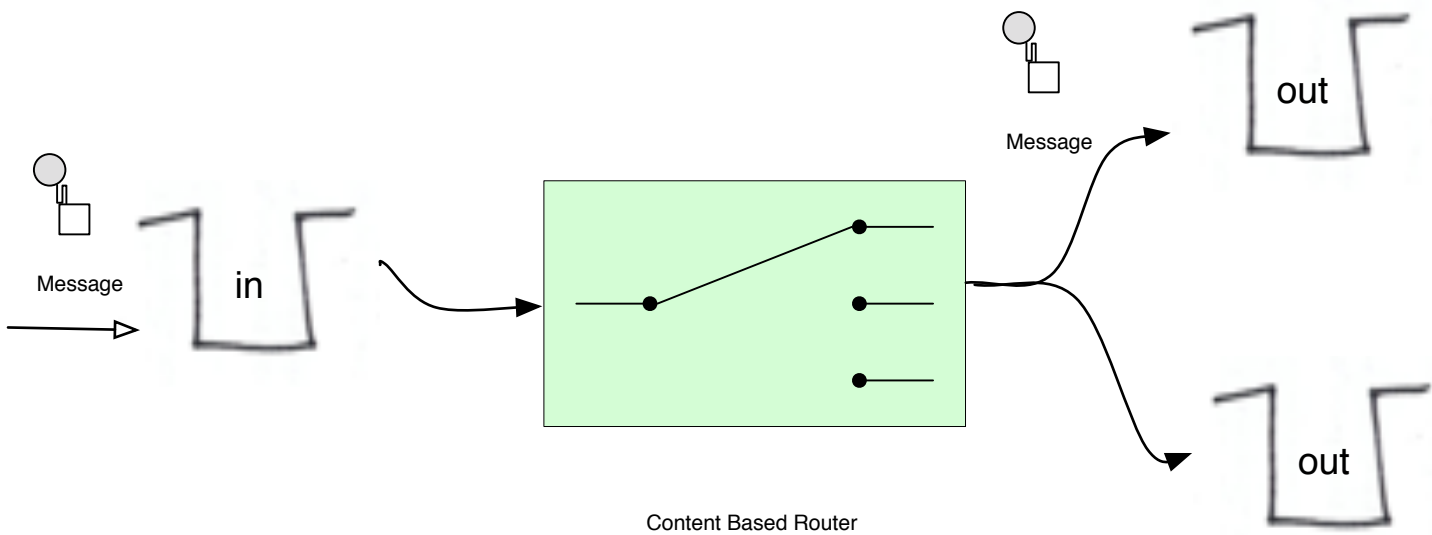 Message
in
Content Based Router
Message
out
out